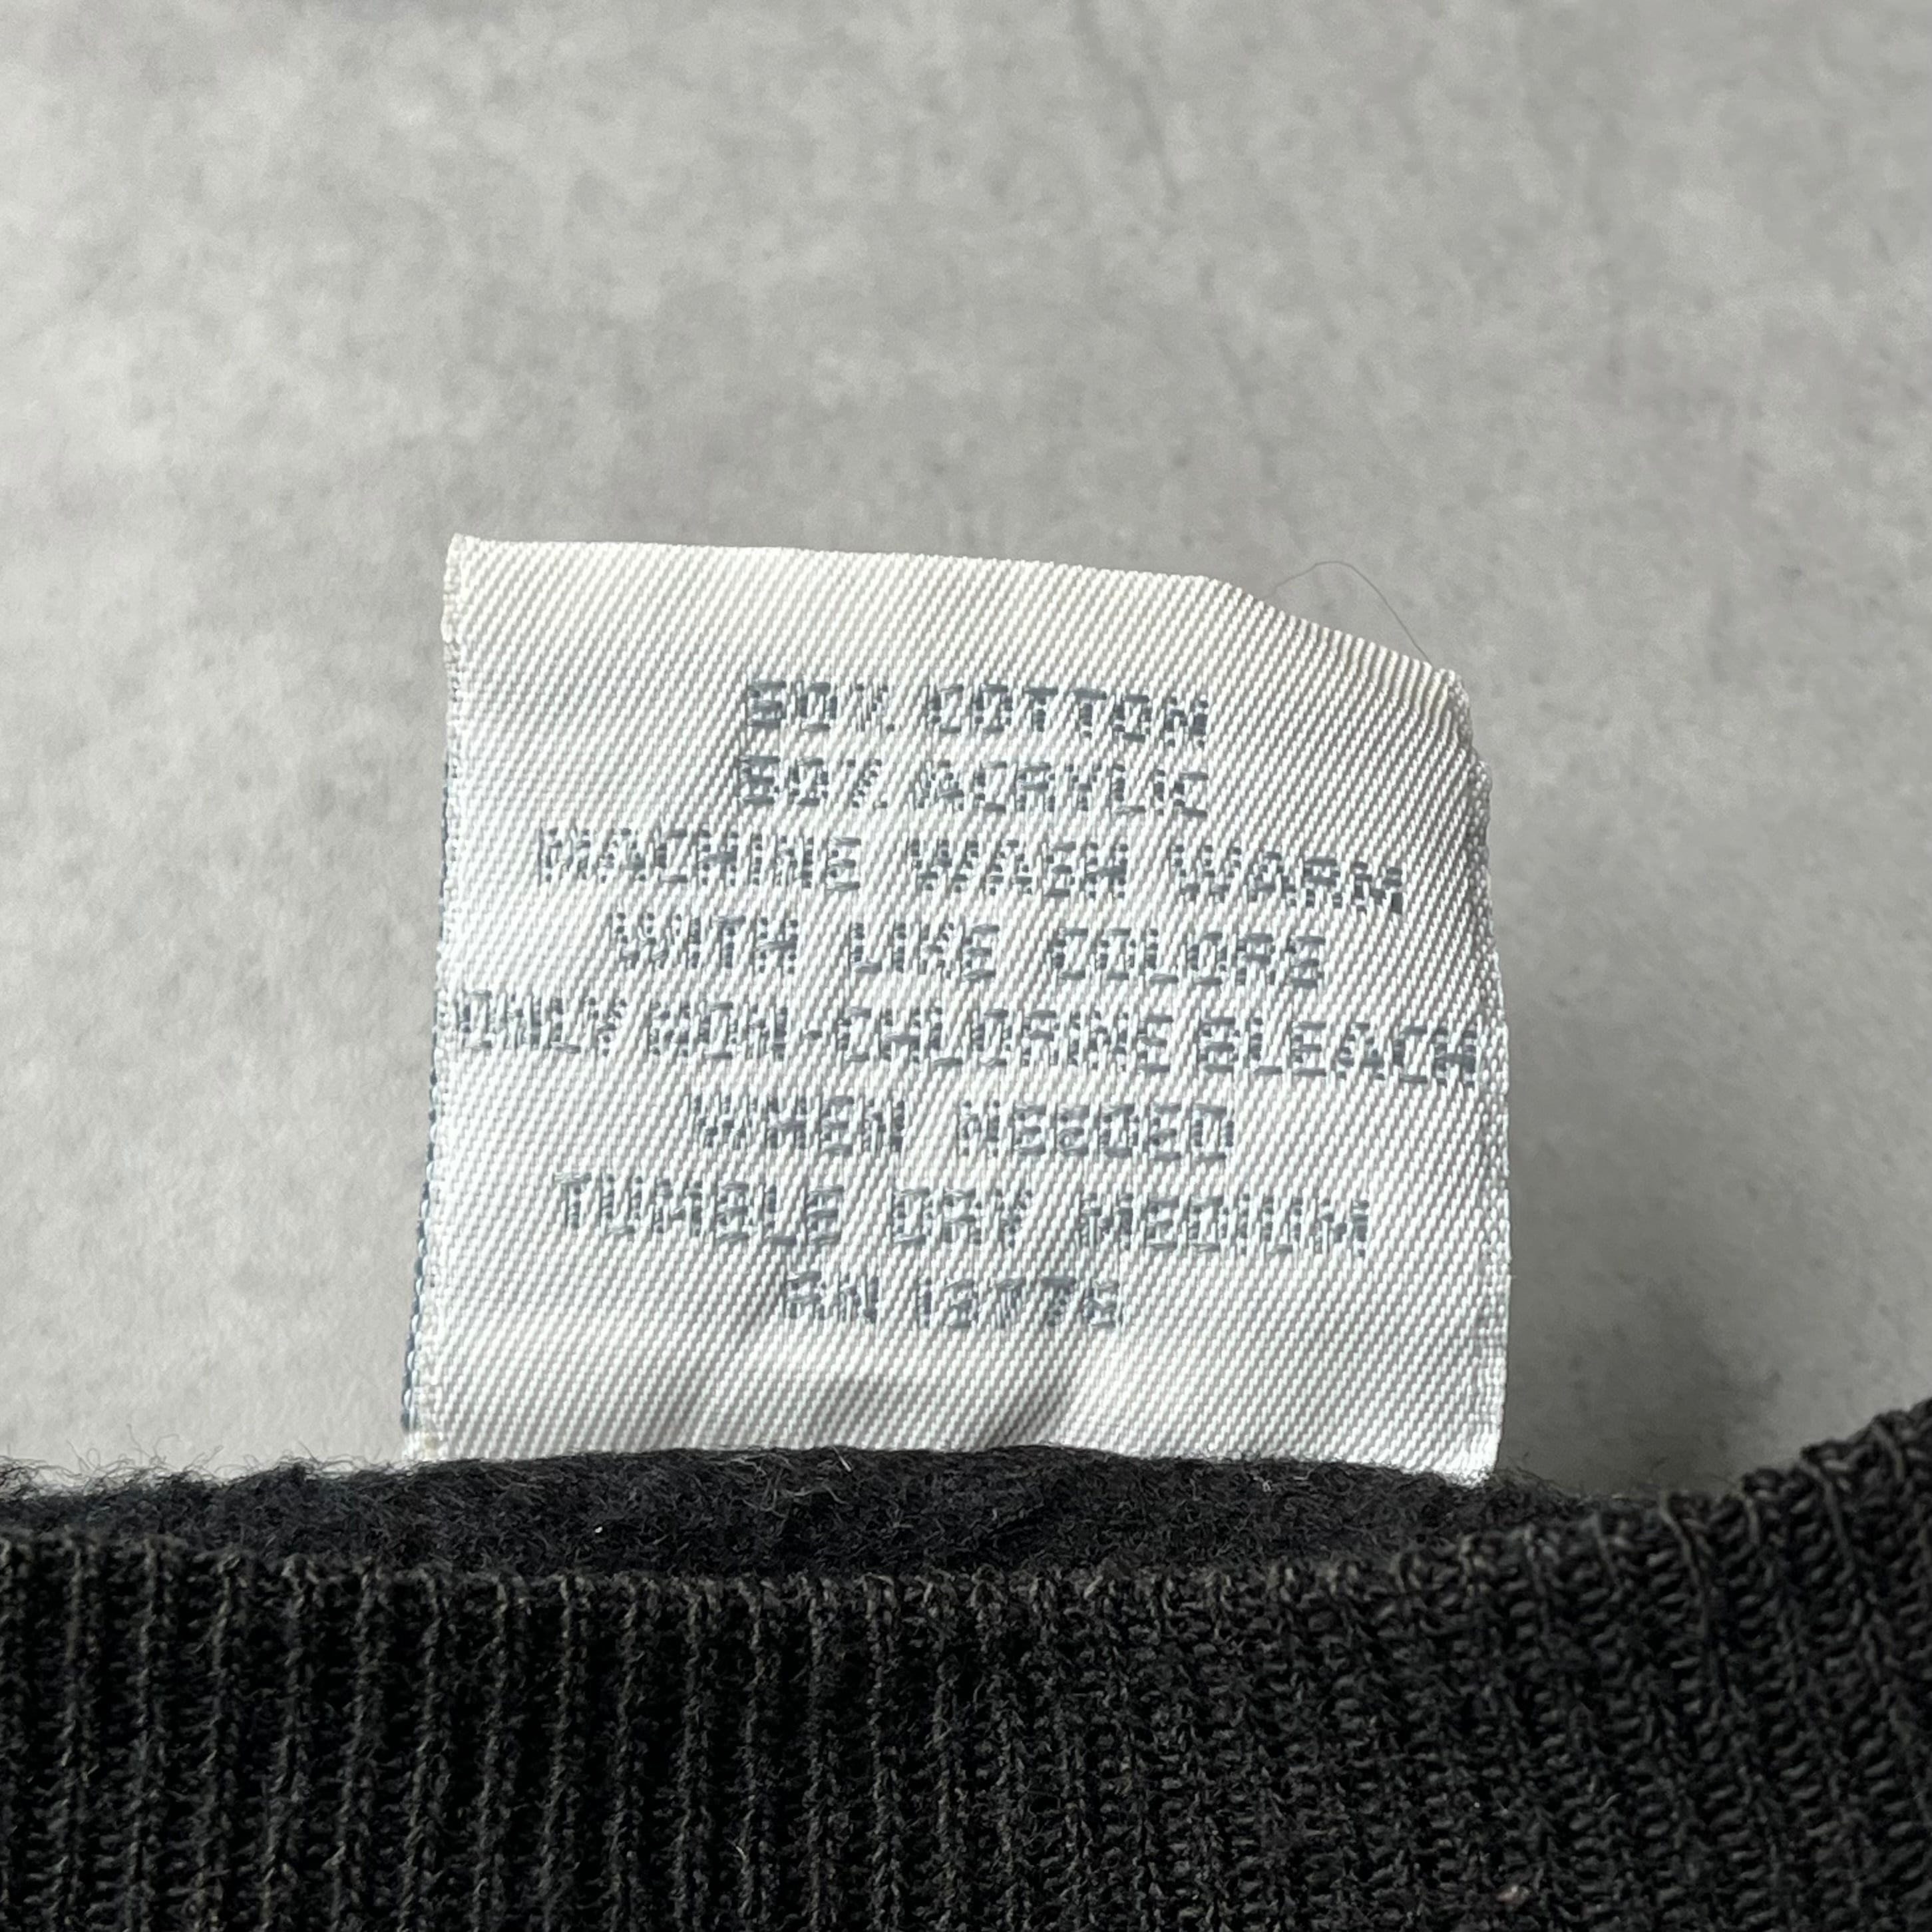 50% COTTON
50% ACRYLIC
MACHINE WASH WARM
WITH LIKE COLORS
ONLY NON-CHLORINE BLEACH
WHEN NEEDED
TUMBLE DRY MEDIUM
RN